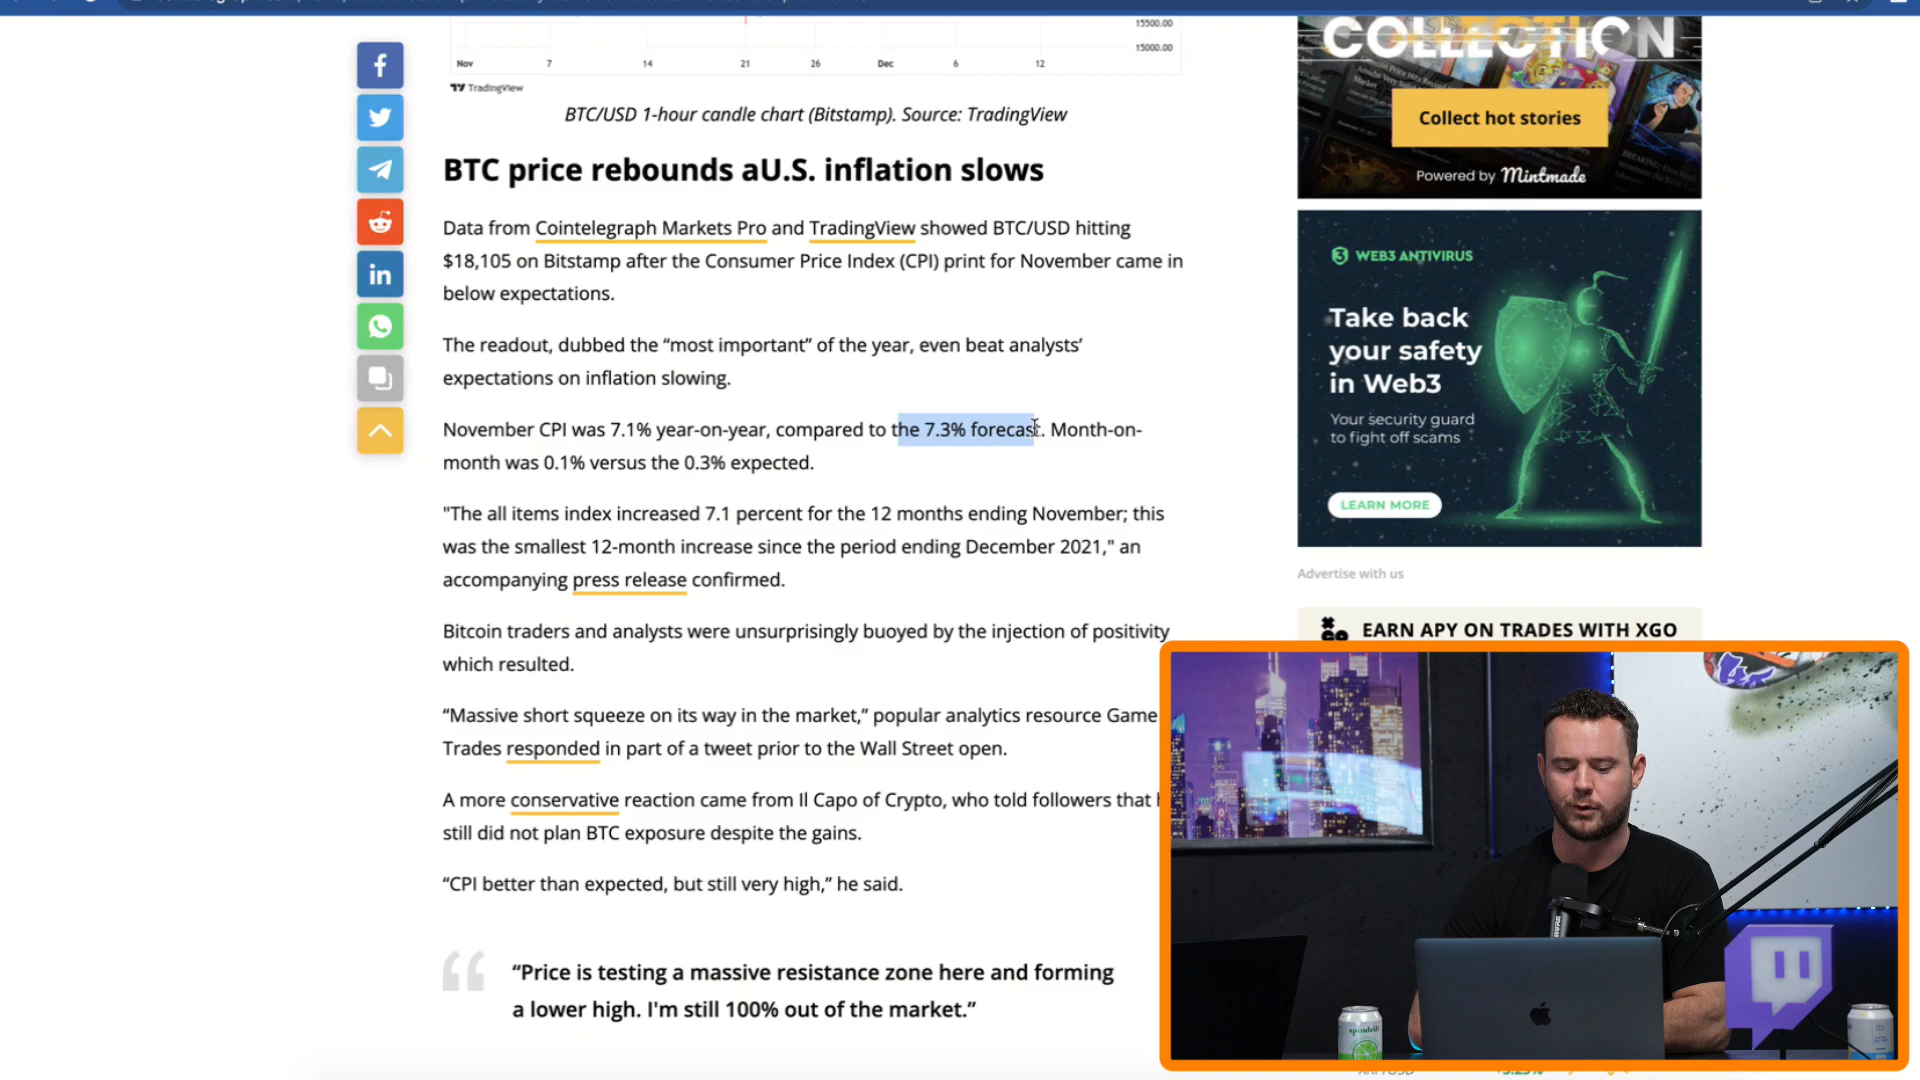 COLLECTION
15500.00
15000.00
Nov 7 14 21 26 Dec 6 12
TradingView
BTC/USD 1-hour candle chart (Bitstamp). Source: TradingView
BTC price rebounds aU.S. inflation slows
Data from Cointelegraph Markets Pro and TradingView showed BTC/USD hitting
$18,105 on Bitstamp after the Consumer Price Index (CPI) print for November came in
below expectations.
The readout, dubbed the “most important” of the year, even beat analysts’
expectations on inflation slowing.
November CPI was 7.1% year-on-year, compared to the 7.3% forecast. Month-on-
month was 0.1% versus the 0.3% expected.
"The all items index increased 7.1 percent for the 12 months ending November; this
was the smallest 12-month increase since the period ending December 2021," an
accompanying press release confirmed.
Bitcoin traders and analysts were unsurprisingly buoyed by the injection of positivity
which resulted.
“Massive short squeeze on its way in the market,” popular analytics resource Game
Trades responded in part of a tweet prior to the Wall Street open.
A more conservative reaction came from Il Capo of Crypto, who told followers that
still did not plan BTC exposure despite the gains.
“CPI better than expected, but still very high,” he said.
“Price is testing a massive resistance zone here and forming
a lower high. I'm still 100% out of the market.”
Collect hot stories
Powered by Mintmade
WEB3 ANTIVIRUS
Take back
your safety
in Web3
Your security guard
to fight off scams
LEARN MORE
Advertise with us
XGO
EARN APY ON TRADES WITH XGO
spindrift